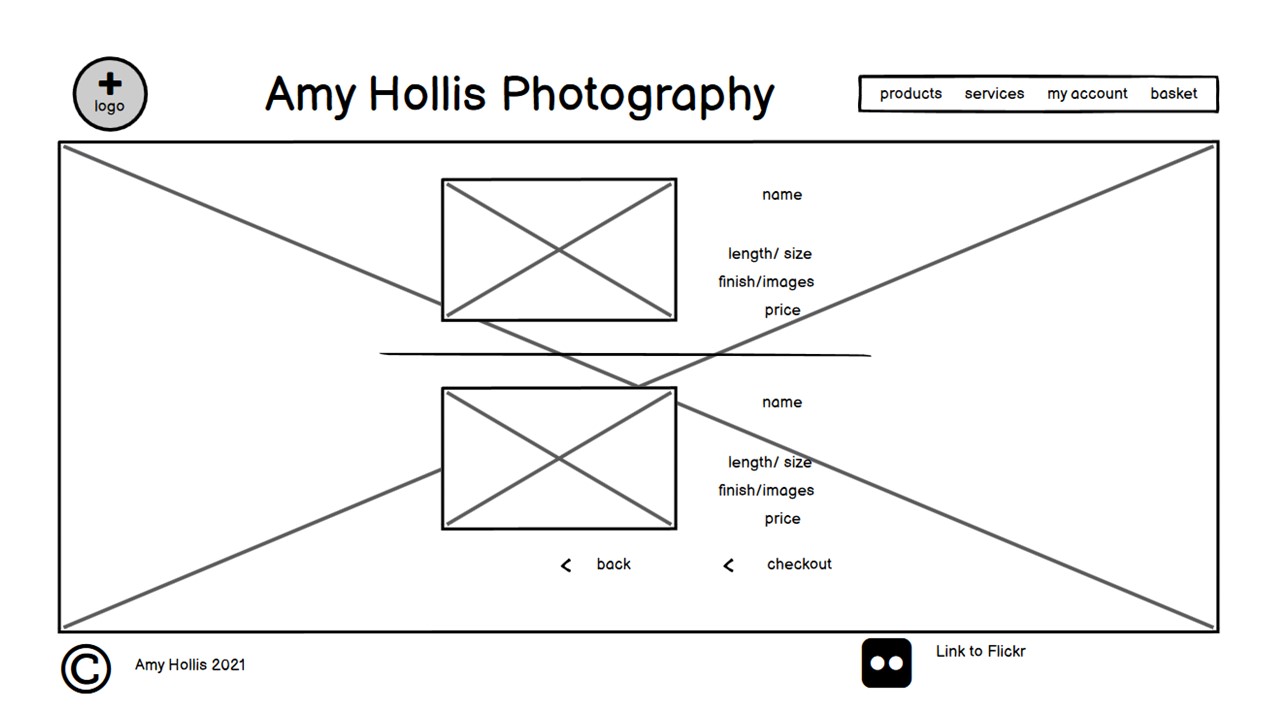 logo
Amy Hollis Photography
products services my account basket
name
length/ size
finish/images
price
name
length/ size
finish/images
price
< back < checkout
© Amy Hollis 2021
Link to Flickr